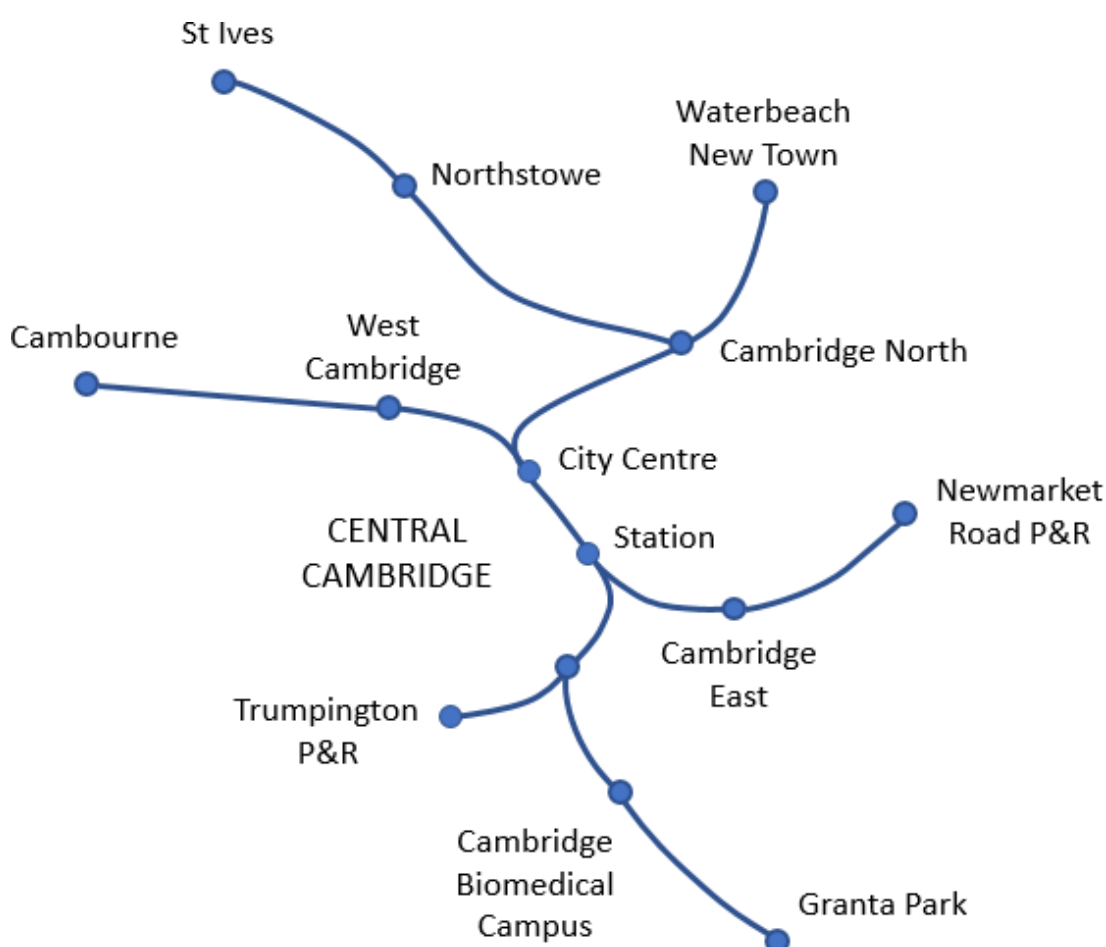 St Ives
Waterbeach
New Town
Northstowe
West
Cambridge
Cambourne
Cambridge North
City Centre
Newmarket
Road P&R
CENTRAL
CAMBRIDGE
Station
Cambridge
East
Trumpington
P&R
Cambridge
Biomedical
Campus
Granta Park